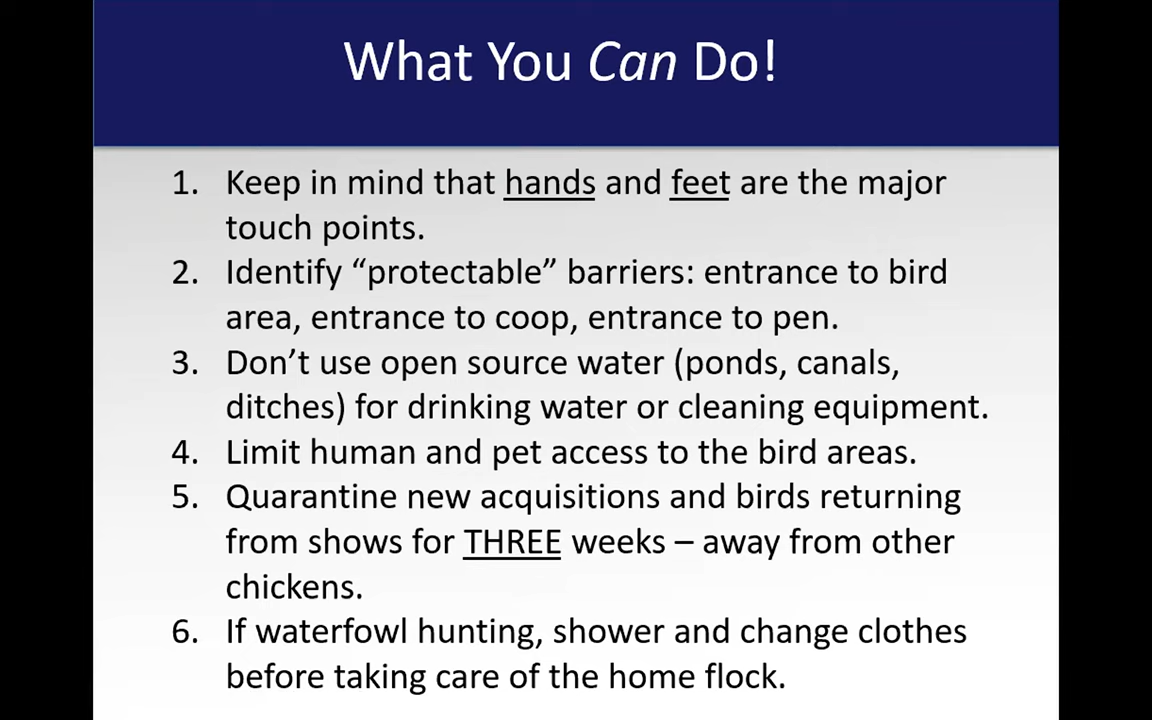 What You Can Do!
1. Keep in mind that hands and feet are the major
touch points.
2. Identify “protectable” barriers: entrance to bird
area, entrance to coop, entrance to pen.
3. Don’t use open source water (ponds, canals,
ditches) for drinking water or cleaning equipment.
4. Limit human and pet access to the bird areas.
5. Quarantine new acquisitions and birds returning
from shows for THREE weeks – away from other
chickens.
6. If waterfowl hunting, shower and change clothes
before taking care of the home flock.